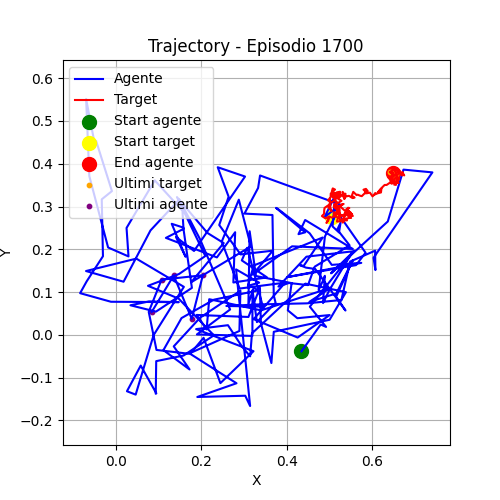 Trajectory - Episodio 1700
Agente
Target
Start agente
Start target
End agente
Ultimi target
Ultimi agente
0.6
0.5
0.4
0.3
0.2
0.1
0.0
−0.1
−0.2
Y
0.0 0.2 0.4 0.6
X